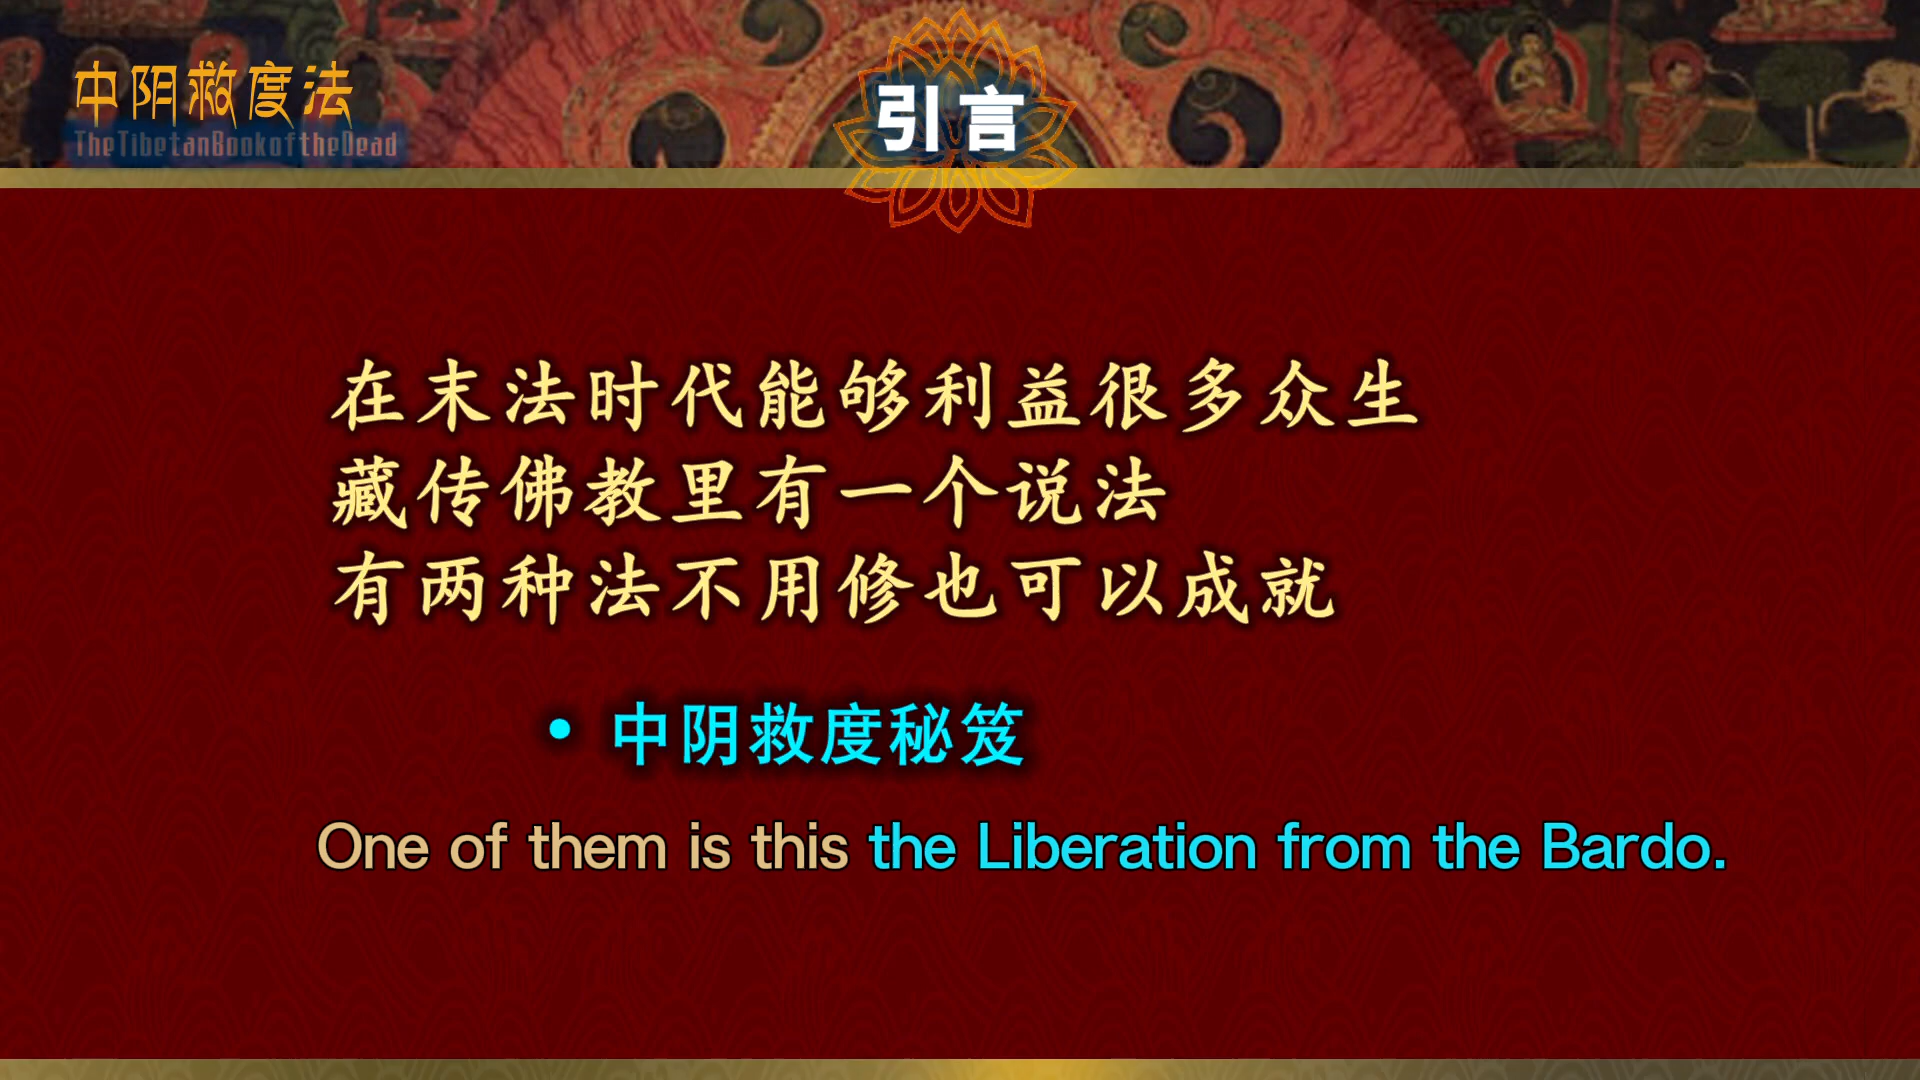 中阴救度法
TheTibetanBookoftheDead
引言
在末法时代能够利益很多众生
藏传佛教里有一个说法
有两种法不用修也可以成就
• 中阴救度秘笈
One of them is this the Liberation from the Bardo.